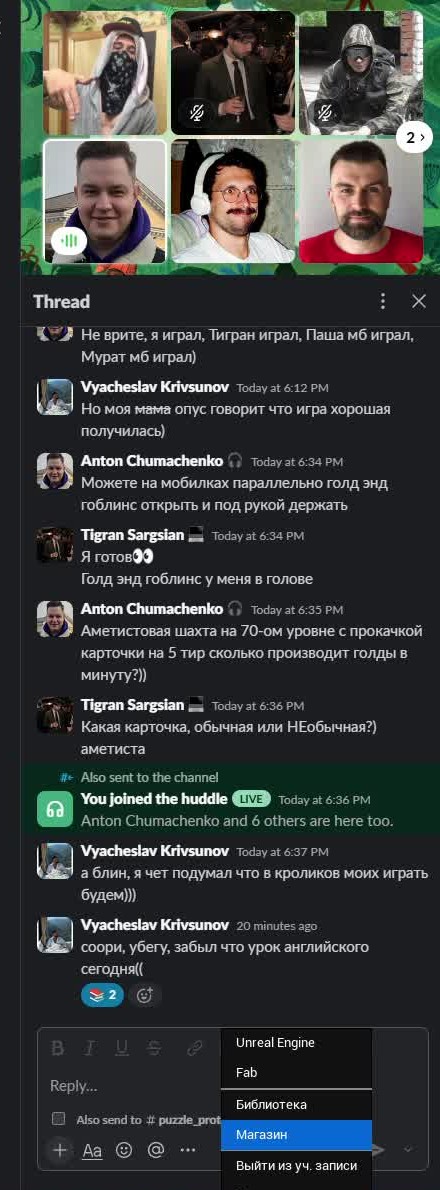 2 ›
Thread
Не врите, я играл, Тигран играл, Паша мб играл,
Мурат мб играл)
Vyacheslav Krivsunov Today at 6:12 PM
Но моя мама опус говорит что игра хорошая
получилась)
Anton Chumachenko Today at 6:34 PM
Можете на мобилках параллельно голд энд
гоблинс открыть и под рукой держать
Tigran Sargsian Today at 6:34 PM
Я готов👀
Голд энд гоблинс у меня в голове
Anton Chumachenko Today at 6:35 PM
Аметистовая шахта на 70-ом уровне с прокачкой
карточки на 5 тир сколько производит голды в
минуту?))
Tigran Sargsian Today at 6:36 PM
Какая карточка, обычная или НЕобычная?)
аметиста
Also sent to the channel
You joined the huddle LIVE Today at 6:36 PM
Anton Chumachenko and 6 others are here too.
Vyacheslav Krivsunov Today at 6:37 PM
а блин, я чет подумал что в кроликов моих играть
будем)))
Vyacheslav Krivsunov 20 minutes ago
соори, убегу, забыл что урок английского
сегодня((
📚 2
B I U S
Unreal Engine
Fab
Библиотека
Магазин
Выйти из уч. записи
Reply...
Also send to # puzzle_prot
Aa